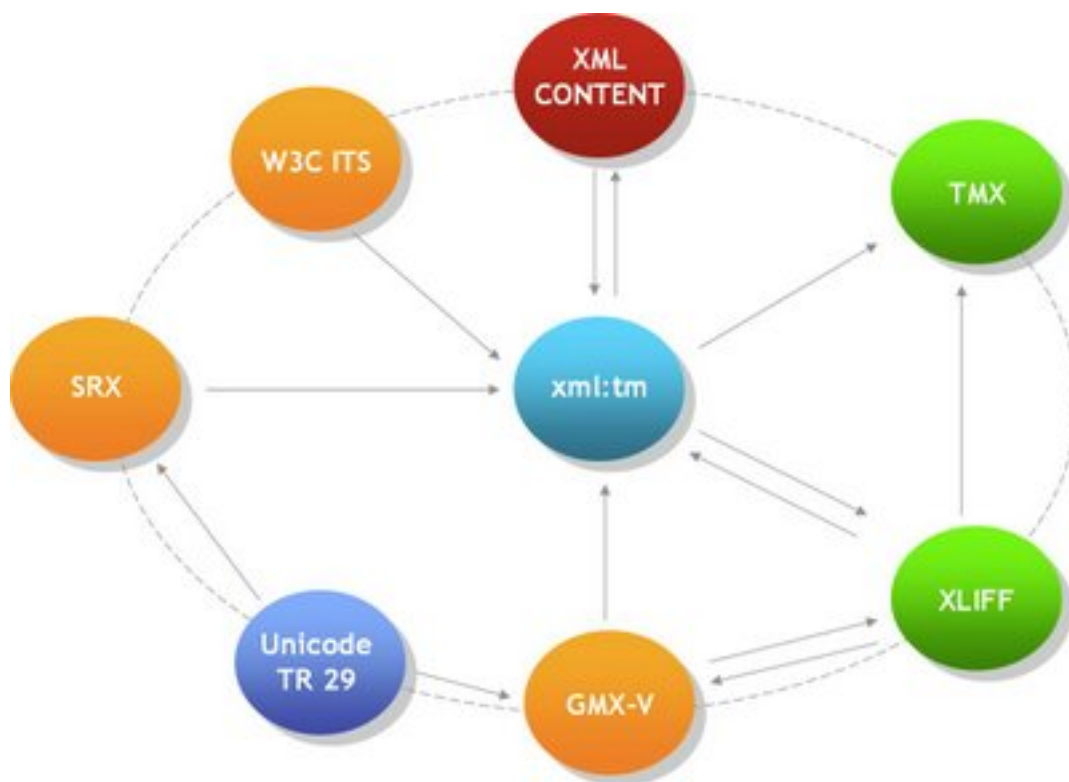 XML
CONTENT
W3C ITS
TMX
SRX
xml:tm
XLIFF
Unicode
TR 29
GMX-V